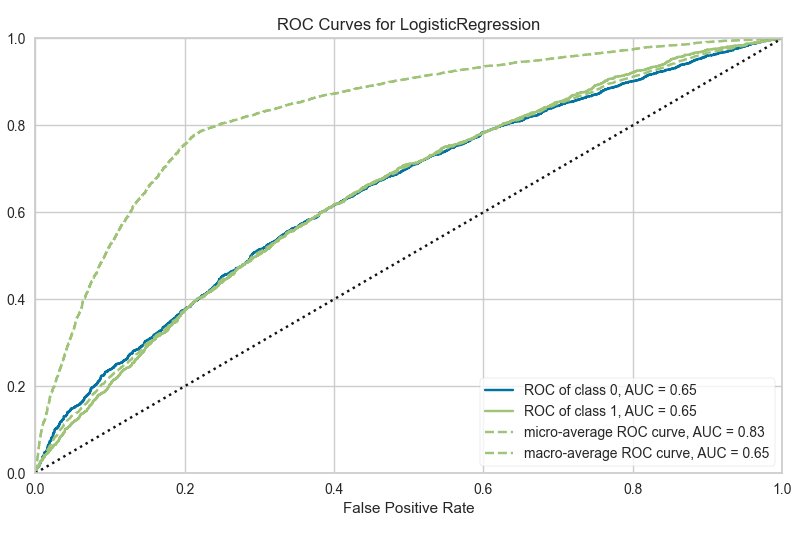 ROC Curves for LogisticRegression
1.0
0.8
0.6
0.4
0.2
0.0
ROC of class 0, AUC = 0.65
ROC of class 1, AUC = 0.65
micro-average ROC curve, AUC = 0.83
macro-average ROC curve, AUC = 0.65
0.0 0.2 0.4 0.6 0.8 1.0
False Positive Rate